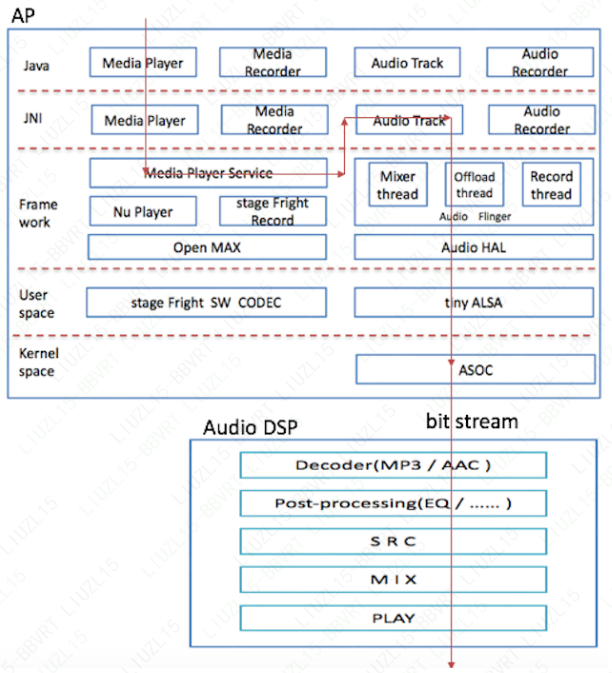 AP
Java
Media Player
Media
Recorder
Audio Track
Audio
Recorder
JNI
Media Player
Media
Recorder
Audio Track
Audio
Recorder
Frame
work
Media Player Service
Nu Player
stage Fright
Record
Open MAX
Mixer
thread
Offload
thread
Record
thread
Audio Flinger
Audio HAL
User
space
stage Fright SW CODEC
tiny ALSA
Kernel
space
ASOC
Audio DSP
bit stream
Decoder(MP3 / AAC )
Post-processing(EQ / ...... )
S R C
M I X
PLAY